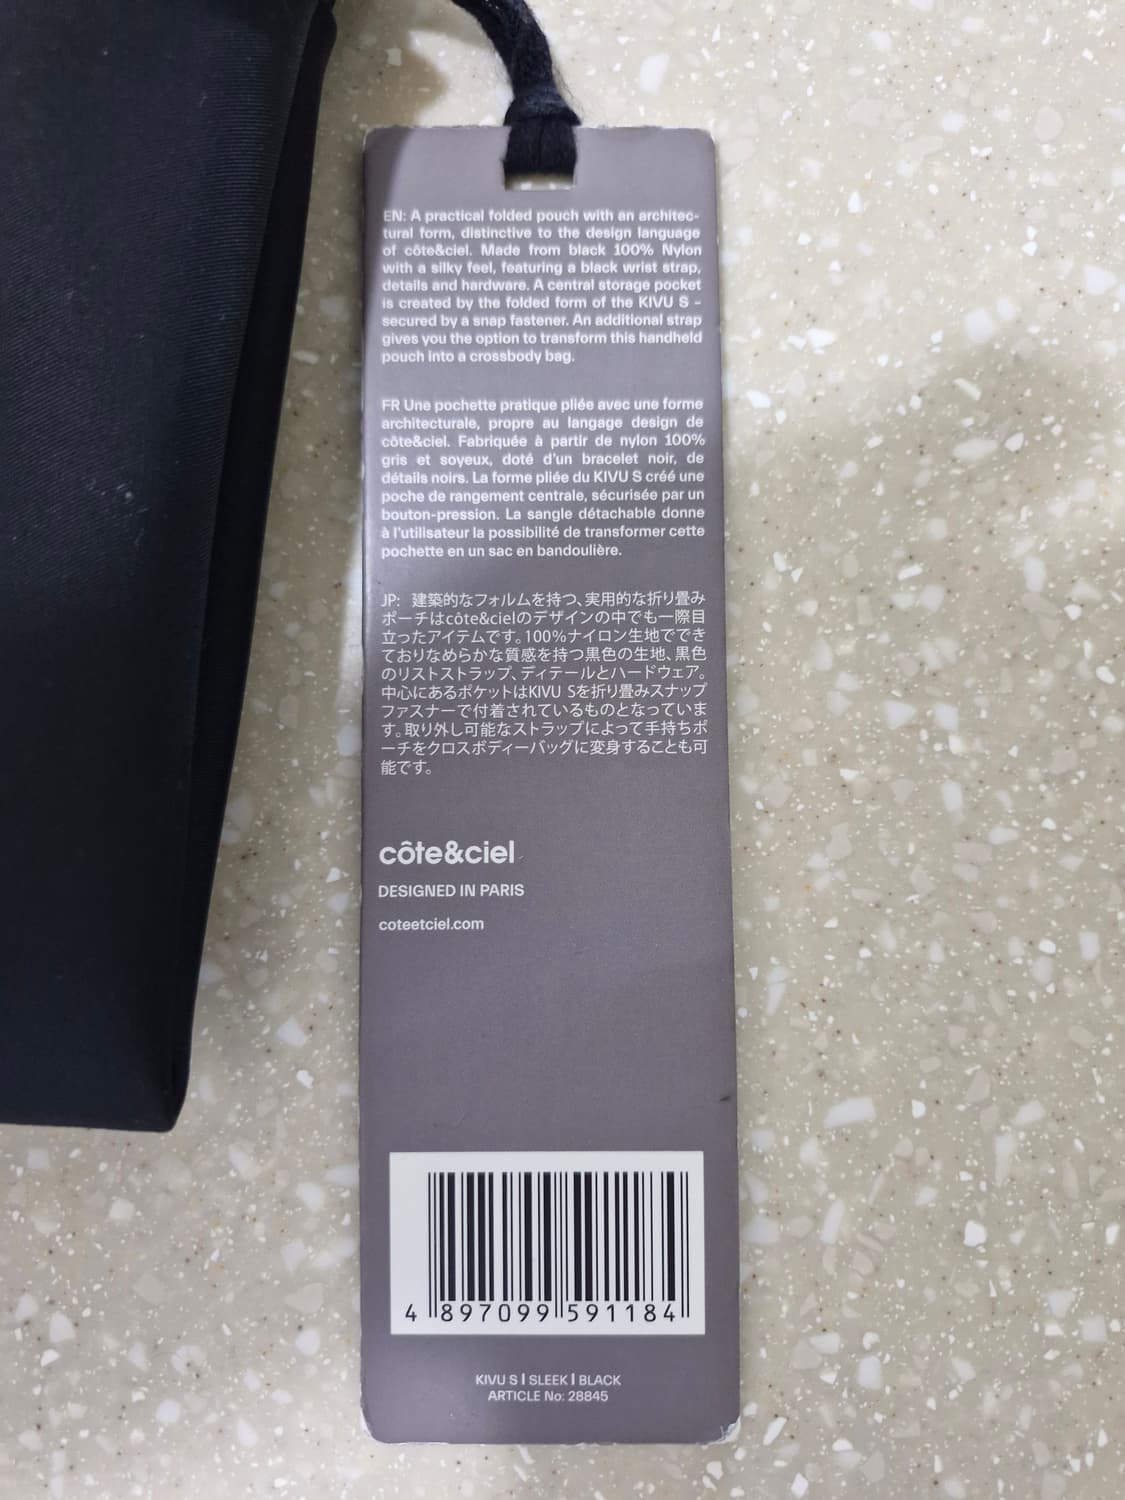 EN: A practical folded pouch with an architec-
tural form, distinctive to the design language
of côte&ciel. Made from black 100% Nylon
with a silky feel, featuring a black wrist strap,
details and hardware. A central storage pocket
is created by the folded form of the KIVU S –
secured by a snap fastener. An additional strap
gives you the option to transform this handheld
pouch into a crossbody bag.
FR Une pochette pratique pliée avec une forme
architecturale, propre au langage design de
côte&ciel. Fabriquée à partir de nylon 100%
gris et soyeux, doté d'un bracelet noir, de
détails noirs. La forme pliée du KIVU S créé une
poche de rangement centrale, sécurisée par un
bouton-pression. La sangle détachable donne
à l'utilisateur la possibilité de transformer cette
pochette en un sac en bandoulière.
JP: 建築的なフォルムを持つ、実用的な折り畳み
ポーチはcôte&cielのデザインの中でも一際目
立ったアイテムです。100%ナイロン生地ででき
ておりなめらかな質感を持つ黒色の生地、黒色
のリストストラップ、ディテールとハードウェア。
中心にあるポケットはKIVU Sを折り畳みスナップ
ファスナーで付着されているものとなっていま
す。取り外し可能なストラップによって手持ちポ
ーチをクロスボディーバッグに変身することも可
能です。
côte&ciel
DESIGNED IN PARIS
coteetciel.com
4 897099 591184
KIVU S | SLEEK | BLACK
ARTICLE No: 28845